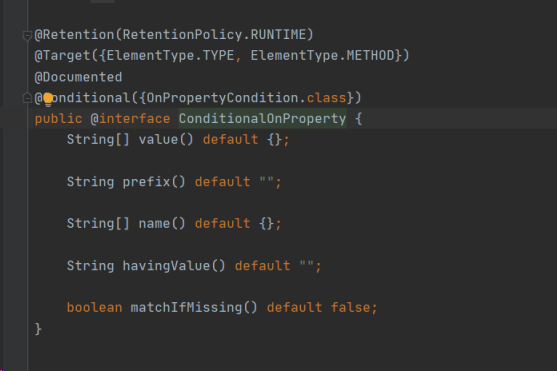 @Retention(RetentionPolicy.RUNTIME)
@Target({ElementType.TYPE, ElementType.METHOD})
@Documented
@Conditional({OnPropertyCondition.class})
public @interface ConditionalOnProperty {
String[] value() default {};
String prefix() default "";
String[] name() default {};
String havingValue() default "";
boolean matchIfMissing() default false;
}